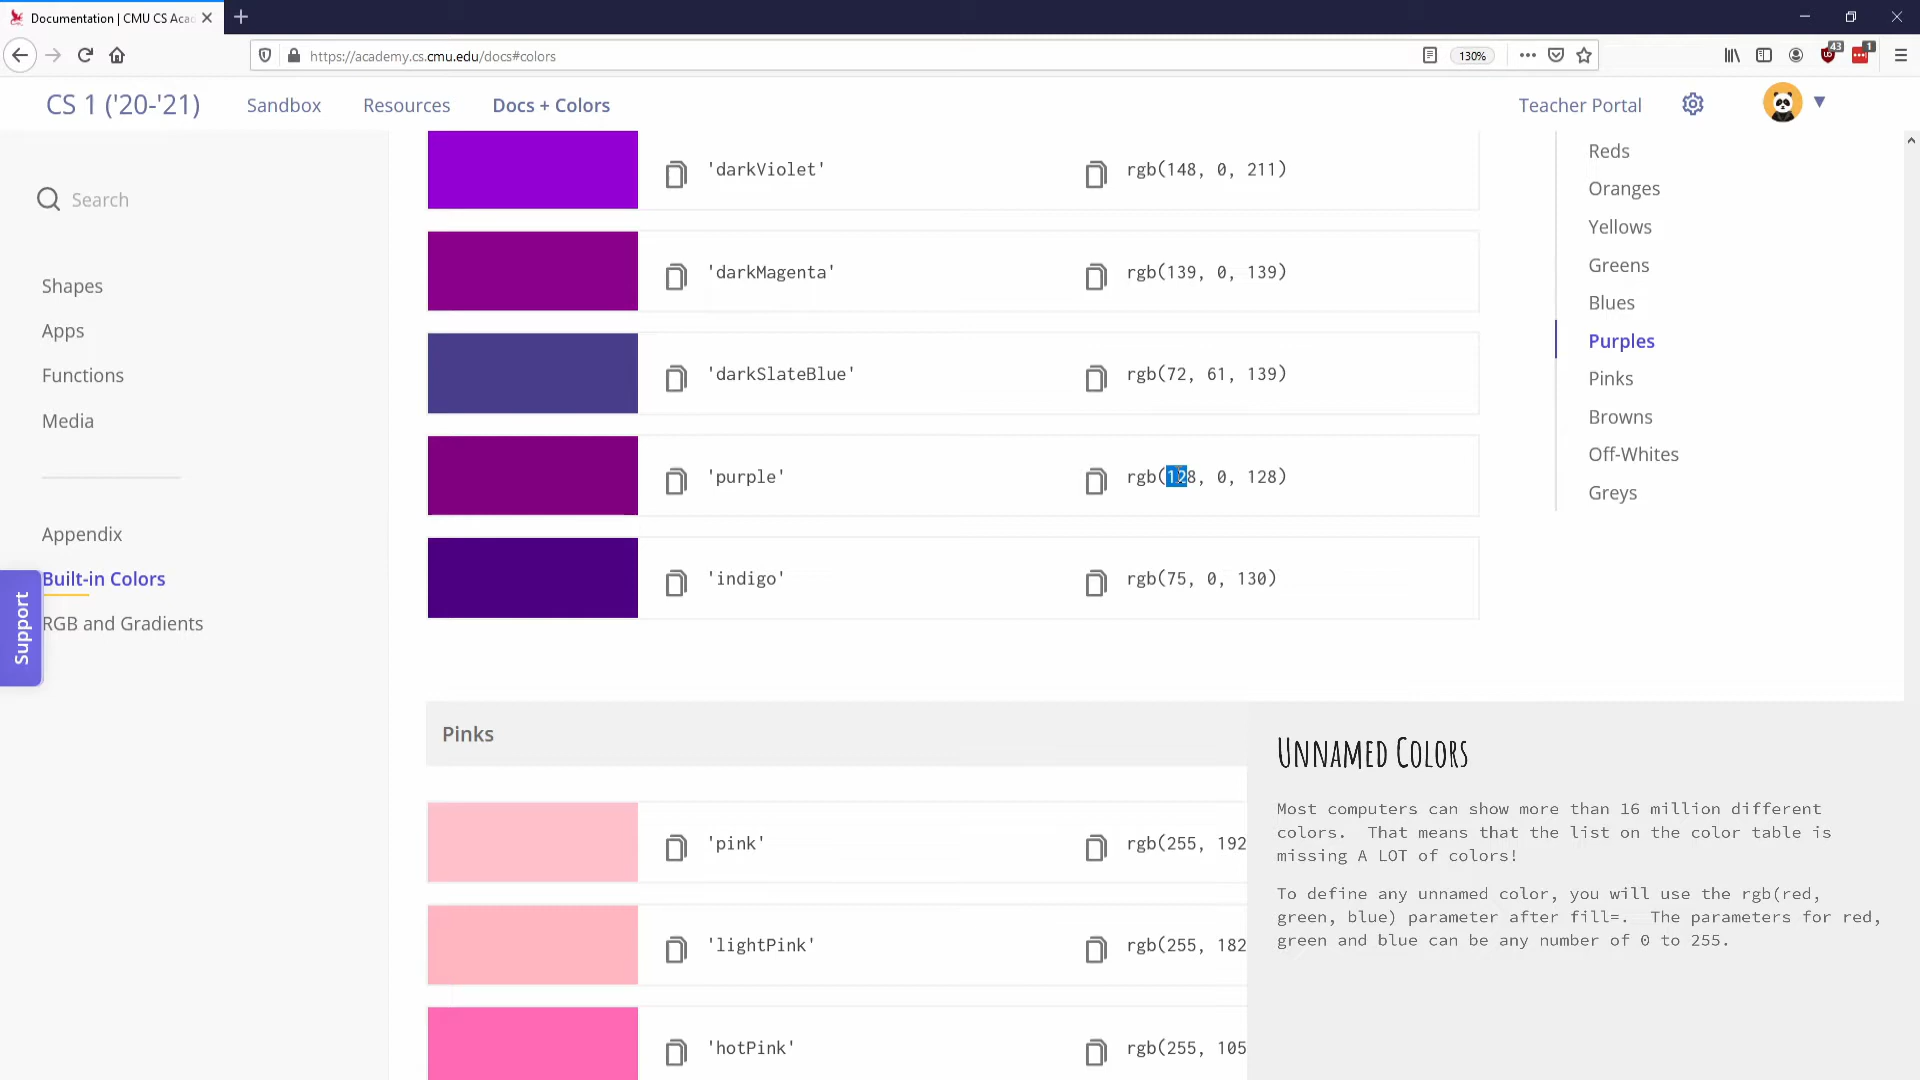 Documentation | CMU CS Aca
https://academy.cs.cmu.edu/docs#colors
130%
43
1
CS 1 ('20-'21)
Sandbox
Resources
Docs + Colors
Teacher Portal
Search
Shapes
Apps
Functions
Media
Appendix
Built-in Colors
RGB and Gradients
Support
'darkViolet' rgb(148, 0, 211)
'darkMagenta' rgb(139, 0, 139)
'darkSlateBlue' rgb(72, 61, 139)
'purple' rgb(128, 0, 128)
'indigo' rgb(75, 0, 130)
Pinks
'pink' rgb(255, 192
'lightPink' rgb(255, 182
'hotPink' rgb(255, 105
Reds
Oranges
Yellows
Greens
Blues
Purples
Pinks
Browns
Off-Whites
Greys
Unnamed Colors
Most computers can show more than 16 million different
colors. That means that the list on the color table is
missing A LOT of colors!
To define any unnamed color, you will use the rgb(red,
green, blue) parameter after fill=. The parameters for red,
green and blue can be any number of 0 to 255.